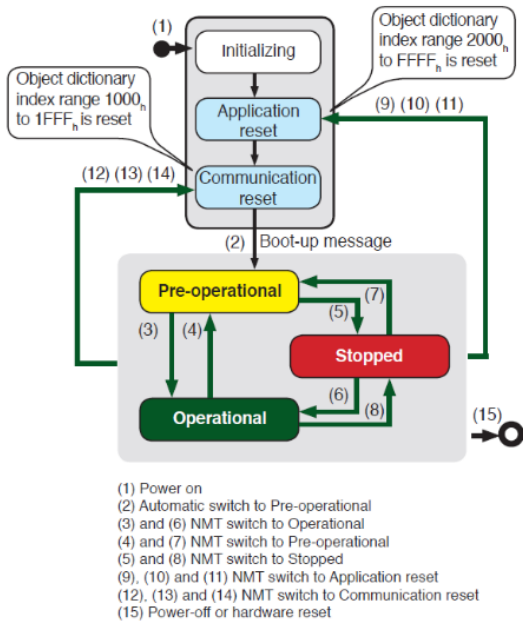 (1)
Initializing
Object dictionary
index range 2000h
to FFFFh is reset
Object dictionary
index range 1000h
to 1FFFh is reset
Application
reset
(9) (10) (11)
(12) (13) (14)
Communication
reset
(2) Boot-up message
Pre-operational
(7)
(5)
(3)
(4)
Stopped
(6)
(8)
Operational
(15)
(1) Power on
(2) Automatic switch to Pre-operational
(3) and (6) NMT switch to Operational
(4) and (7) NMT switch to Pre-operational
(5) and (8) NMT switch to Stopped
(9), (10) and (11) NMT switch to Application reset
(12), (13) and (14) NMT switch to Communication reset
(15) Power-off or hardware reset